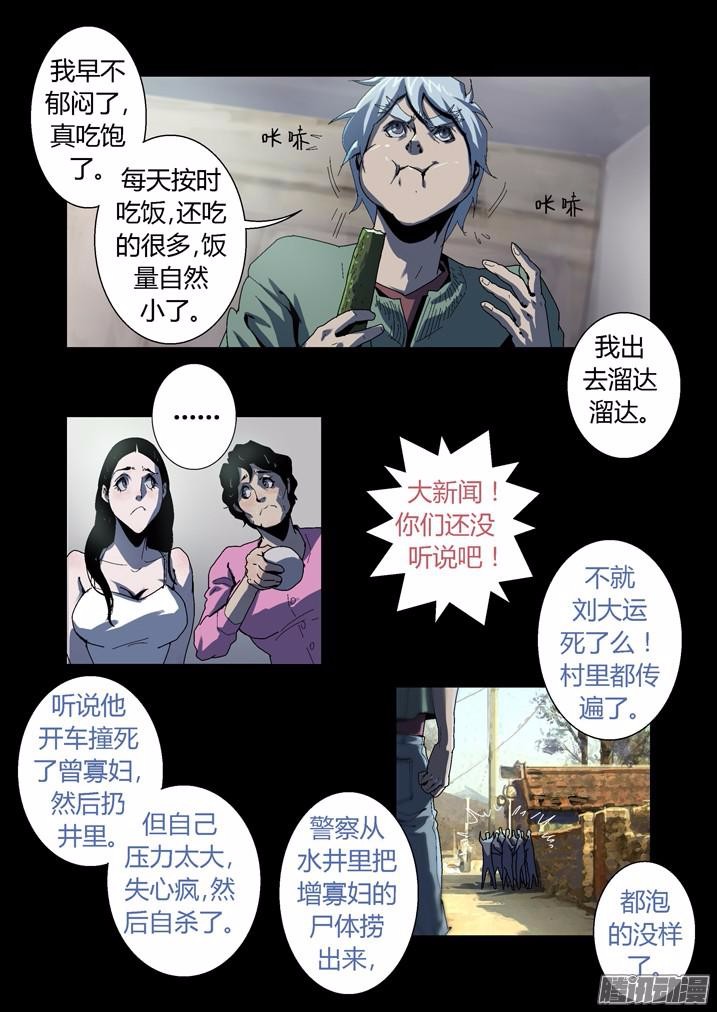 我早不
郁闷了，
真吃饱
了。
每天按时
吃饭，还吃
的很多，饭
量自然
小了。
咔哧
咔哧
我出
去溜达
溜达。
……
大新闻！
你们还没
听说吧！
不就
刘大运
死了么！
村里都传
遍了。
听说他
开车撞死
了曾寡妇，
然后扔
井里。
但自己
压力太大，
失心疯，然
后自杀了。
警察从
水井里把
增寡妇的
尸体捞
出来，
都泡
的没样
了。
腾讯动漫